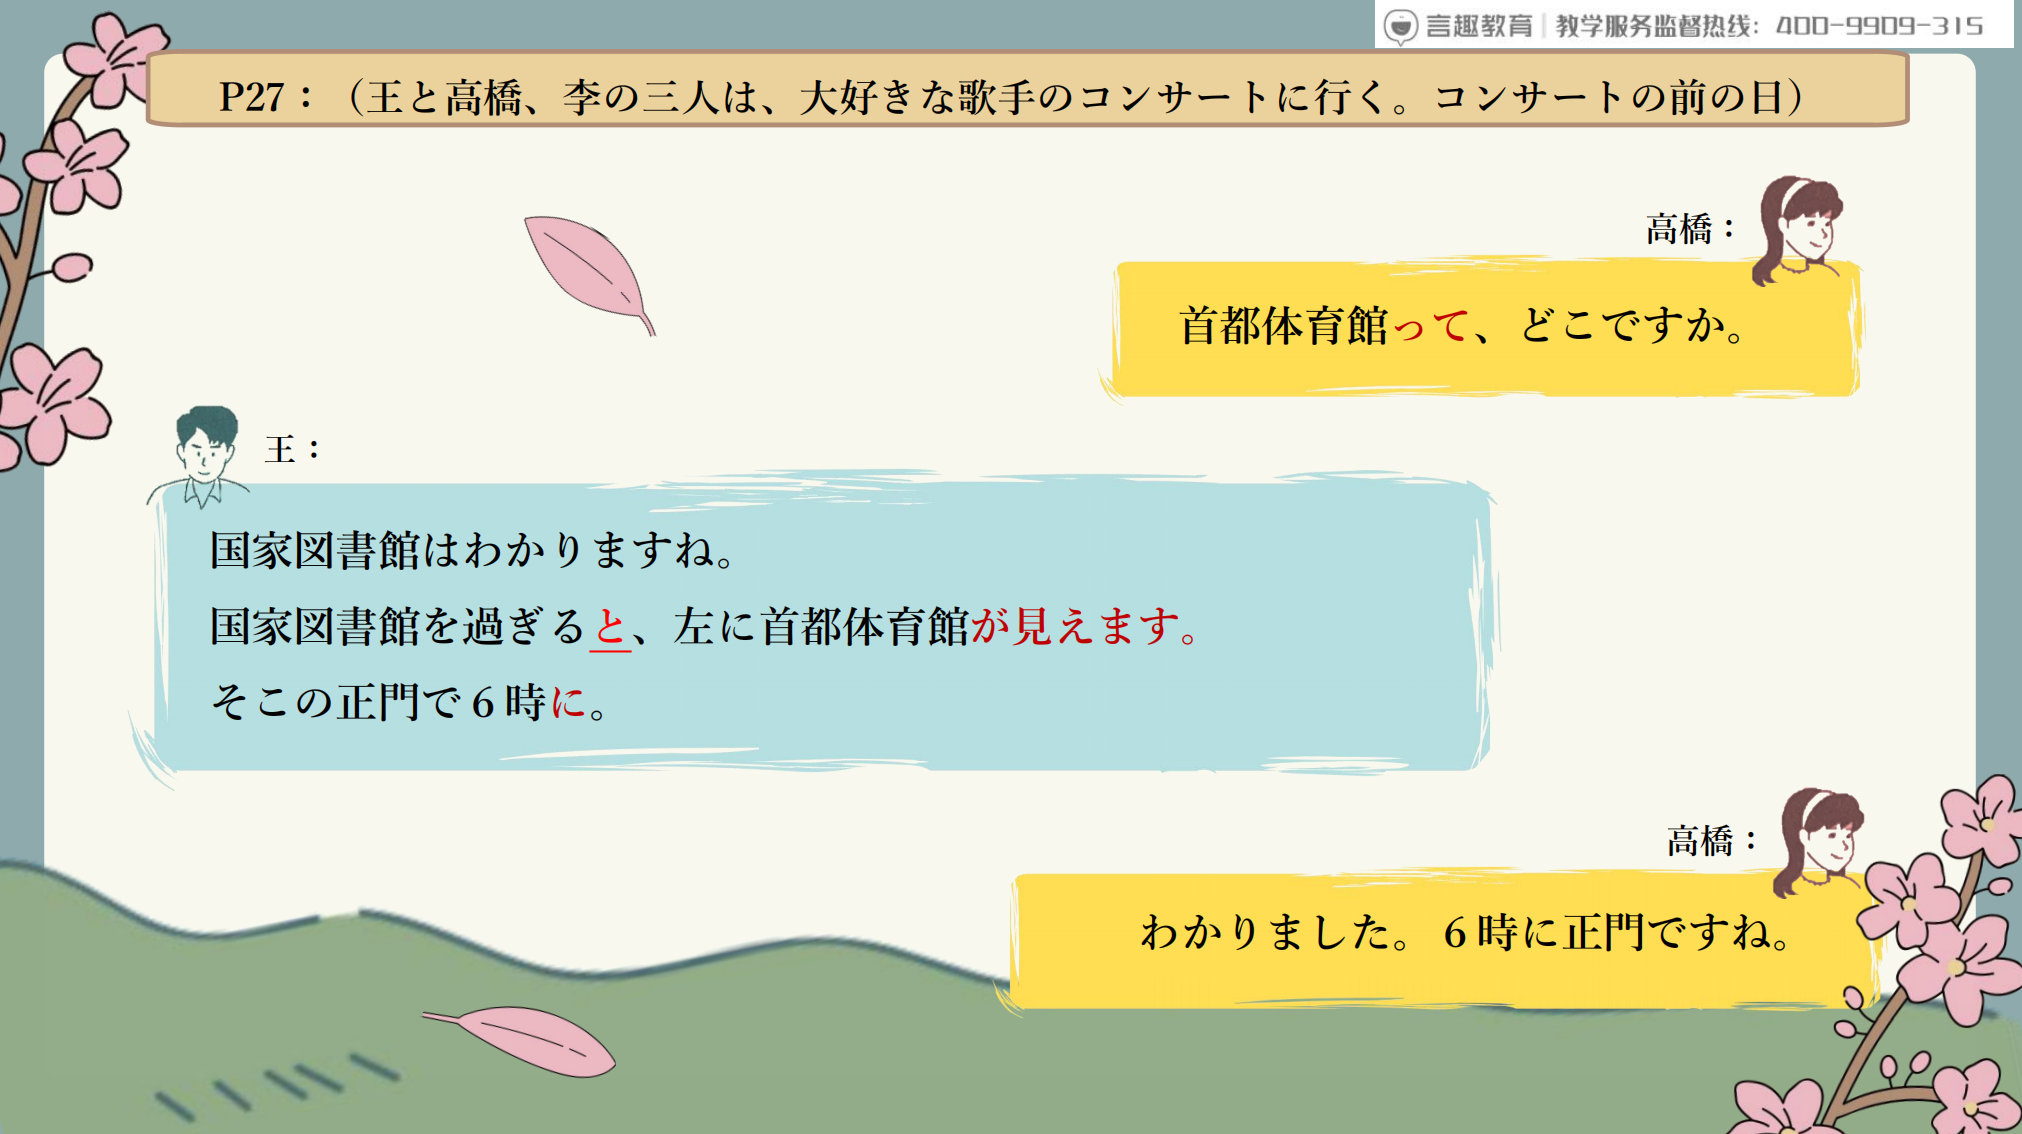 言趣教育｜教学服务监督热线：400-9909-315
P27：（王と高橋、李の三人は、大好きな歌手のコンサートに行く。コンサートの前の日）
高橋：
首都体育館って、どこですか。
王：
国家図書館はわかりますね。
国家図書館を過ぎると、左に首都体育館が見えます。
そこの正門で６時に。
高橋：
わかりました。６時に正門ですね。